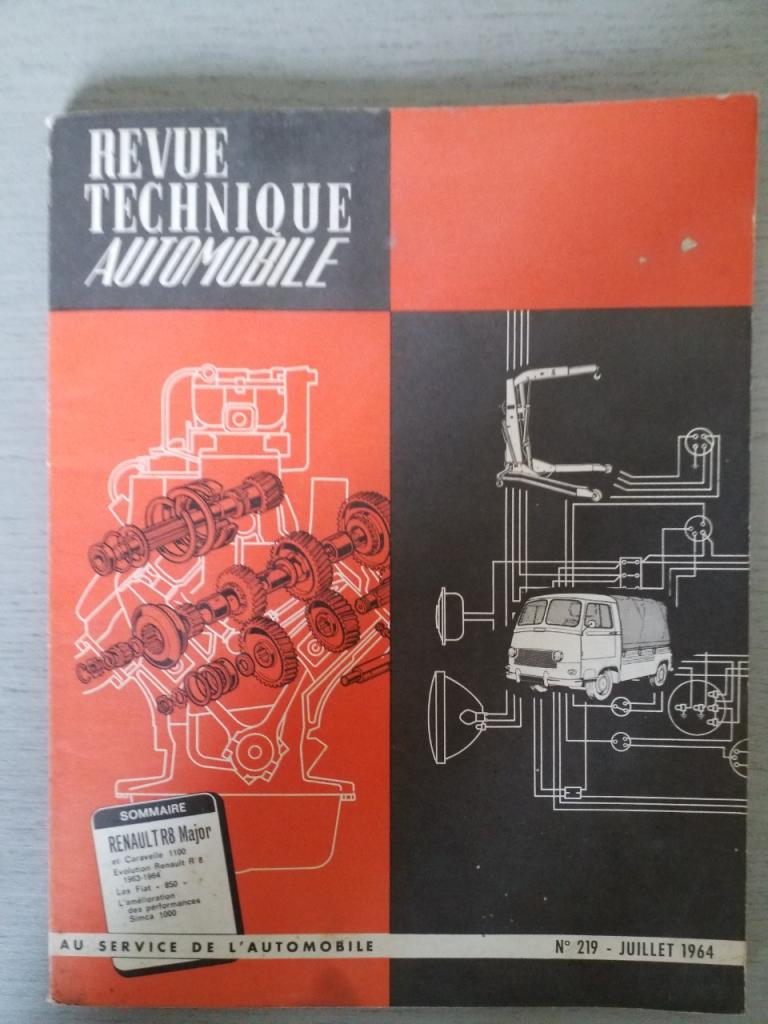 REVUE
TECHNIQUE
AUTOMOBILE
SOMMAIRE
RENAULT R8 Major
et Caravelle 1100
Evolution Renault R 8
1963-1964
Les Fiat - 850 -
L'amélioration
des performances
Simca 1000
AU SERVICE DE L'AUTOMOBILE
N° 219 - JUILLET 1964